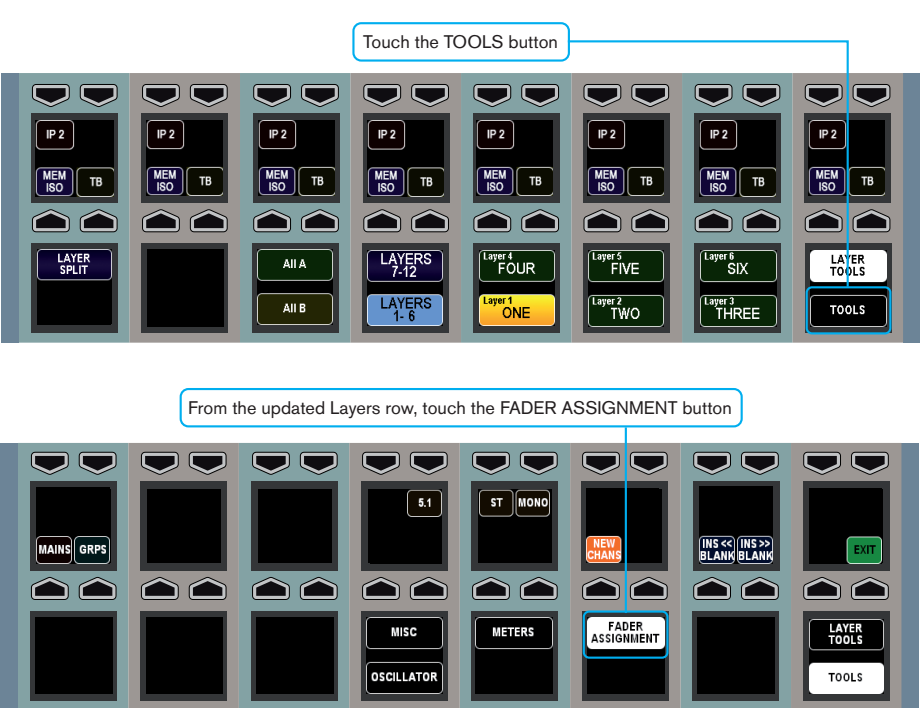 Touch the TOOLS button
IP 2 IP 2 IP 2 IP 2 IP 2 IP 2 IP 2 IP 2
MEM ISO TB MEM ISO TB MEM ISO TB MEM ISO TB MEM ISO TB MEM ISO TB MEM ISO TB MEM ISO TB
LAYER SPLIT All A LAYERS 7-12 Layer 4 FOUR Layer 5 FIVE Layer 6 SIX LAYER TOOLS
All B LAYERS 1- 6 Layer 1 ONE Layer 2 TWO Layer 3 THREE TOOLS
From the updated Layers row, touch the FADER ASSIGNMENT button
5.1 ST MONO
MAINS GRPS NEW CHANS INS << BLANK INS >> BLANK EXIT
MISC METERS FADER ASSIGNMENT LAYER TOOLS
OSCILLATOR TOOLS